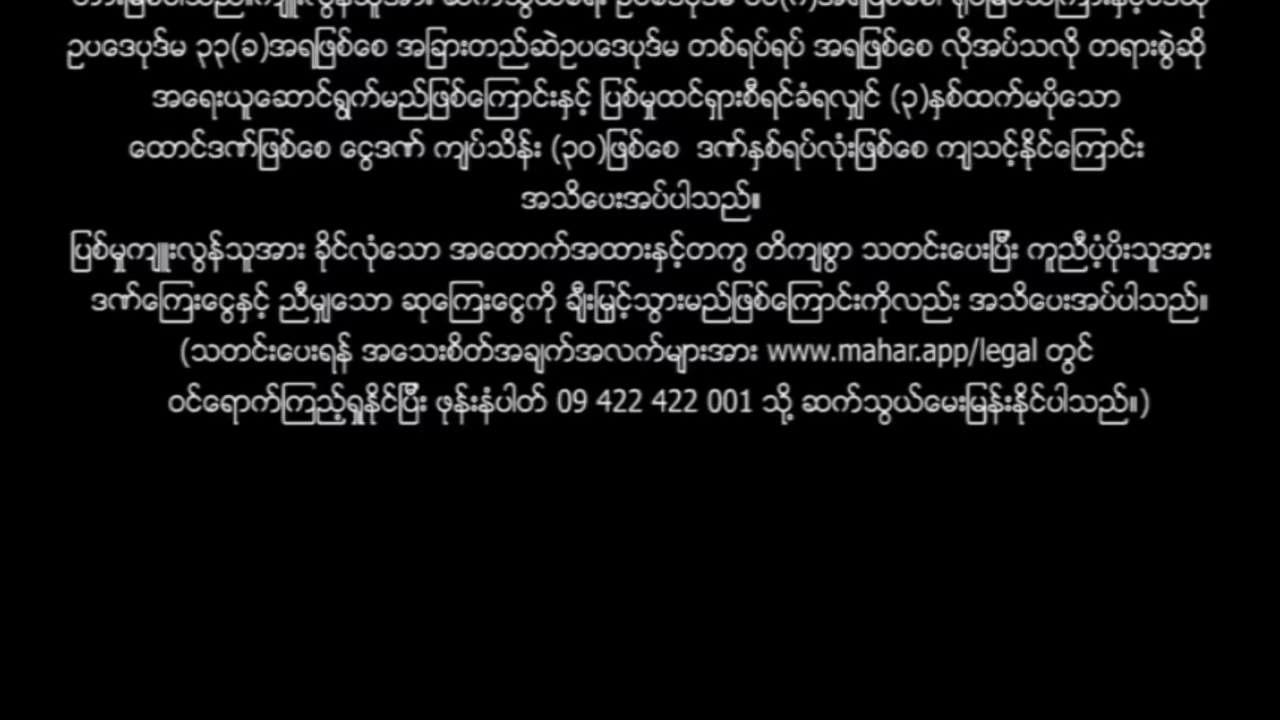 ဥပဒေပုဒ်မ ၃၃(ခ)အရဖြစ်စေ အခြားတည်ဆဲဥပဒေပုဒ်မ တစ်ရပ်ရပ် အရဖြစ်စေ လိုအပ်သလို တရားစွဲဆို
အရေးယူဆောင်ရွက်မည်ဖြစ်ကြောင်းနှင့် ပြစ်မှုထင်ရှားစီရင်ခံရလျှင် (၃)နှစ်ထက်မပိုသော
ထောင်ဒဏ်ဖြစ်စေ ငွေဒဏ် ကျပ်သိန်း (၃၀)ဖြစ်စေ ဒဏ်နှစ်ရပ်လုံးဖြစ်စေ ကျသင့်နိုင်ကြောင်း
အသိပေးအပ်ပါသည်။
ပြစ်မှုကျူးလွန်သူအား ခိုင်လုံသော အထောက်အထားနှင့်တကွ တိကျစွာ သတင်းပေးပြီး ကူညီပံ့ပိုးသူအား
ဒဏ်ကြေးငွေနှင့် ညီမျှသော ဆုကြေးငွေကို ချီးမြှင့်သွားမည်ဖြစ်ကြောင်းကိုလည်း အသိပေးအပ်ပါသည်။
(သတင်းပေးရန် အသေးစိတ်အချက်အလက်များအား www.mahar.app/legal တွင်
ဝင်ရောက်ကြည့်ရှုနိုင်ပြီး ဖုန်းနံပါတ် 09 422 422 001 သို့ ဆက်သွယ်မေးမြန်းနိုင်ပါသည်။)